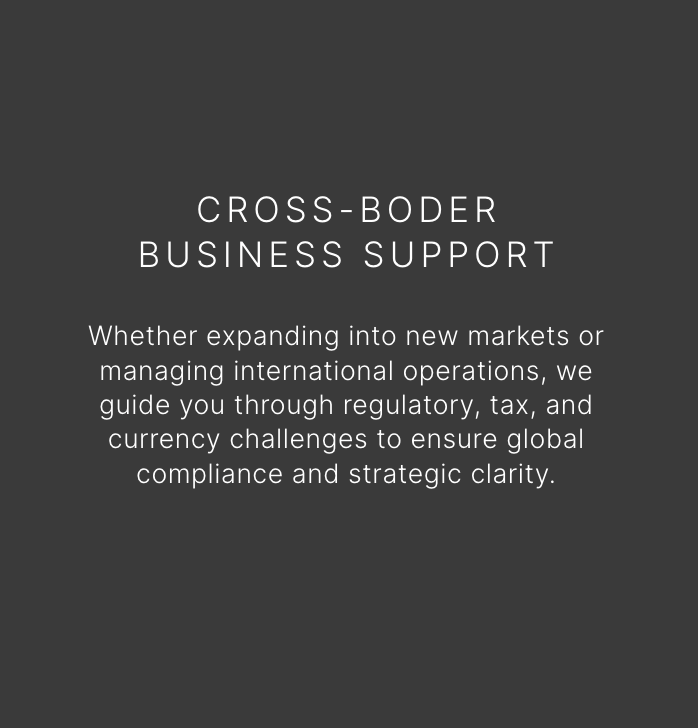 CROSS-BODER
BUSINESS SUPPORT
Whether expanding into new markets or
managing international operations, we
guide you through regulatory, tax, and
currency challenges to ensure global
compliance and strategic clarity.